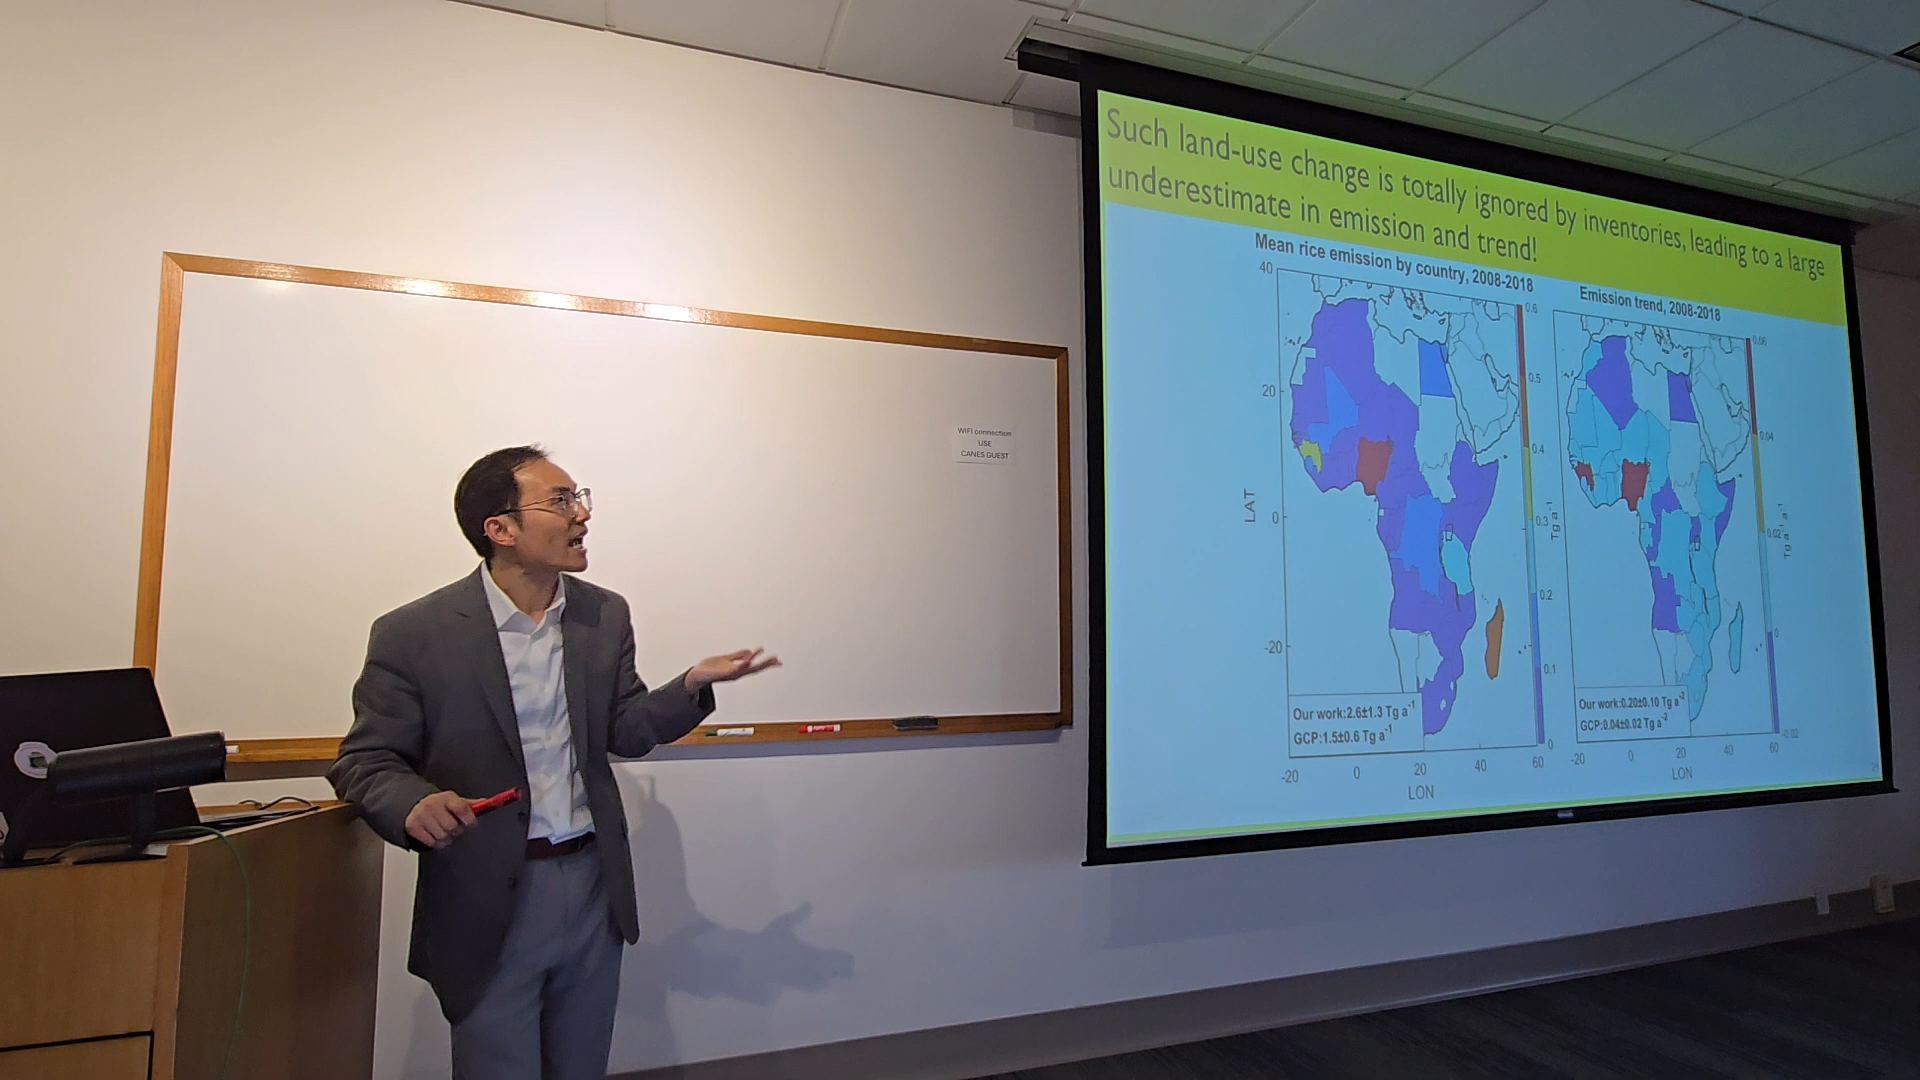 Such land-use change is totally ignored by inventories, leading to a large
underestimate in emission and trend!
Mean rice emission by country, 2008-2018
40
20
0
-20
LAT
-20
0
20
40
60
LON
0.6
0.5
0.4
0.3
0.2
0.1
0
Tg a⁻¹
Our work:2.6±1.3 Tg a⁻¹
GCP:1.5±0.6 Tg a⁻¹
Emission trend, 2008-2018
0.06
0.04
0.02
0
-0.02
-20
0
20
40
60
LON
Our work:0.20±0.10 Tg a⁻²
GCP:0.04±0.02 Tg a⁻²
WIFI connection
USE
CANES GUEST